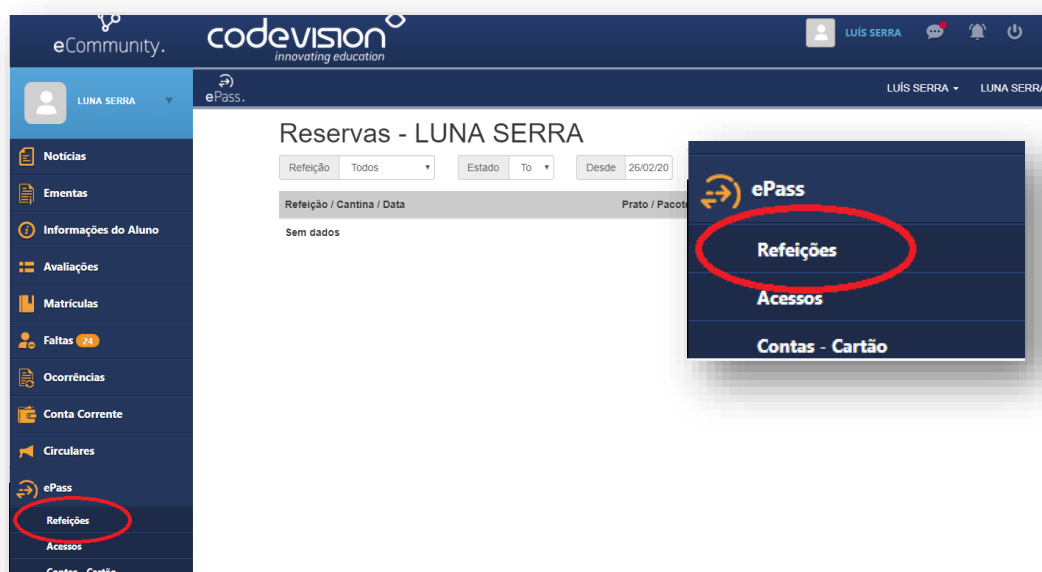 eCommunity.
codevision
innovating education
LUÍS SERRA
LUNA SERRA
ePass.
LUÍS SERRA
LUNA SERRA
Reservas - LUNA SERRA
Refeição Todos Estado To Desde 26/02/20
Refeição / Cantina / Data Prato / Pacote
Sem dados
Notícias
Ementas
Informações do Aluno
Avaliações
Matrículas
Faltas 24
Ocorrências
Conta Corrente
Circulares
ePass
Refeições
Acessos
Contas - Cartão
ePass
Refeições
Acessos
Contas - Cartão